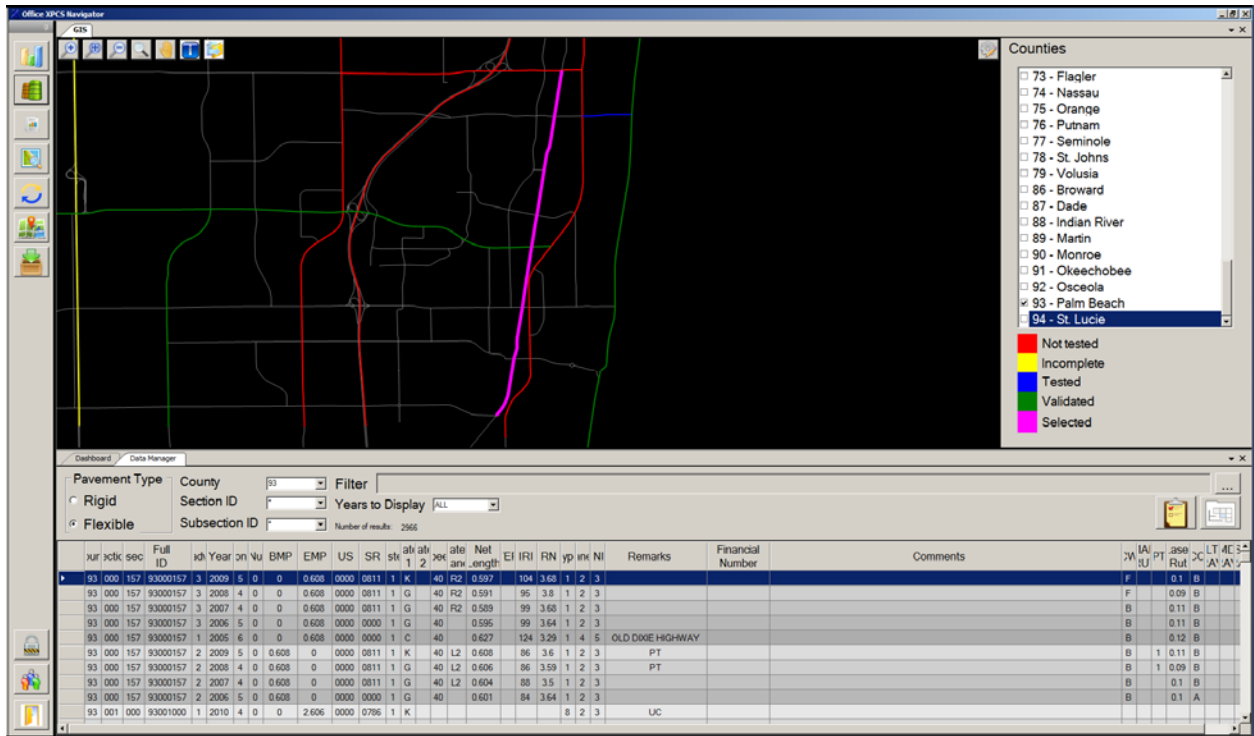 Office XPCS Navigator
GIS
Counties
73 - Flagler
74 - Nassau
75 - Orange
76 - Putnam
77 - Seminole
78 - St. Johns
79 - Volusia
86 - Broward
87 - Dade
88 - Indian River
89 - Martin
90 - Monroe
91 - Okeechobee
92 - Osceola
93 - Palm Beach
94 - St. Lucie
Not tested
Incomplete
Tested
Validated
Selected
Dashboard Data Manager
Pavement Type County 93 Filter ...
Rigid Section ID * Years to Display ALL
Flexible Subsection ID * Number of results: 2966
sec Full ID Year BMP EMP US SR Net IRI RN NI Remarks Financial Number Comments PT Rut
93 000 157 93000157 3 2009 5 0 0 0.608 0000 0811 1 K 40 R2 0.597 104 3.68 1 2 3 F 0.1 B
93 000 157 93000157 3 2008 4 0 0 0.608 0000 0811 1 G 40 R2 0.591 95 3.8 1 2 3 F 0.09 B
93 000 157 93000157 3 2007 4 0 0 0.608 0000 0811 1 G 40 R2 0.589 99 3.68 1 2 3 B 0.11 B
93 000 157 93000157 3 2006 5 0 0 0.608 0000 0811 1 G 40 0.595 99 3.64 1 2 3 B 0.11 B
93 000 157 93000157 1 2005 6 0 0 0.608 0000 0000 1 C 40 0.627 124 3.29 1 4 5 OLD DIXIE HIGHWAY B 0.12 B
93 000 157 93000157 2 2009 5 0 0.608 0 0000 0811 1 K 40 L2 0.608 86 3.6 1 2 3 PT B 1 0.11 B
93 000 157 93000157 2 2008 4 0 0.608 0 0000 0811 1 G 40 L2 0.606 86 3.59 1 2 3 PT B 1 0.09 B
93 000 157 93000157 2 2007 4 0 0.608 0 0000 0811 1 G 40 L2 0.604 88 3.5 1 2 3 B 0.1 B
93 000 157 93000157 2 2006 5 0 0.608 0 0000 0000 1 G 40 0.601 84 3.64 1 2 3 B 0.1 A
93 001 000 93001000 1 2010 4 0 0 2.606 0000 0786 1 K 8 2 3 UC